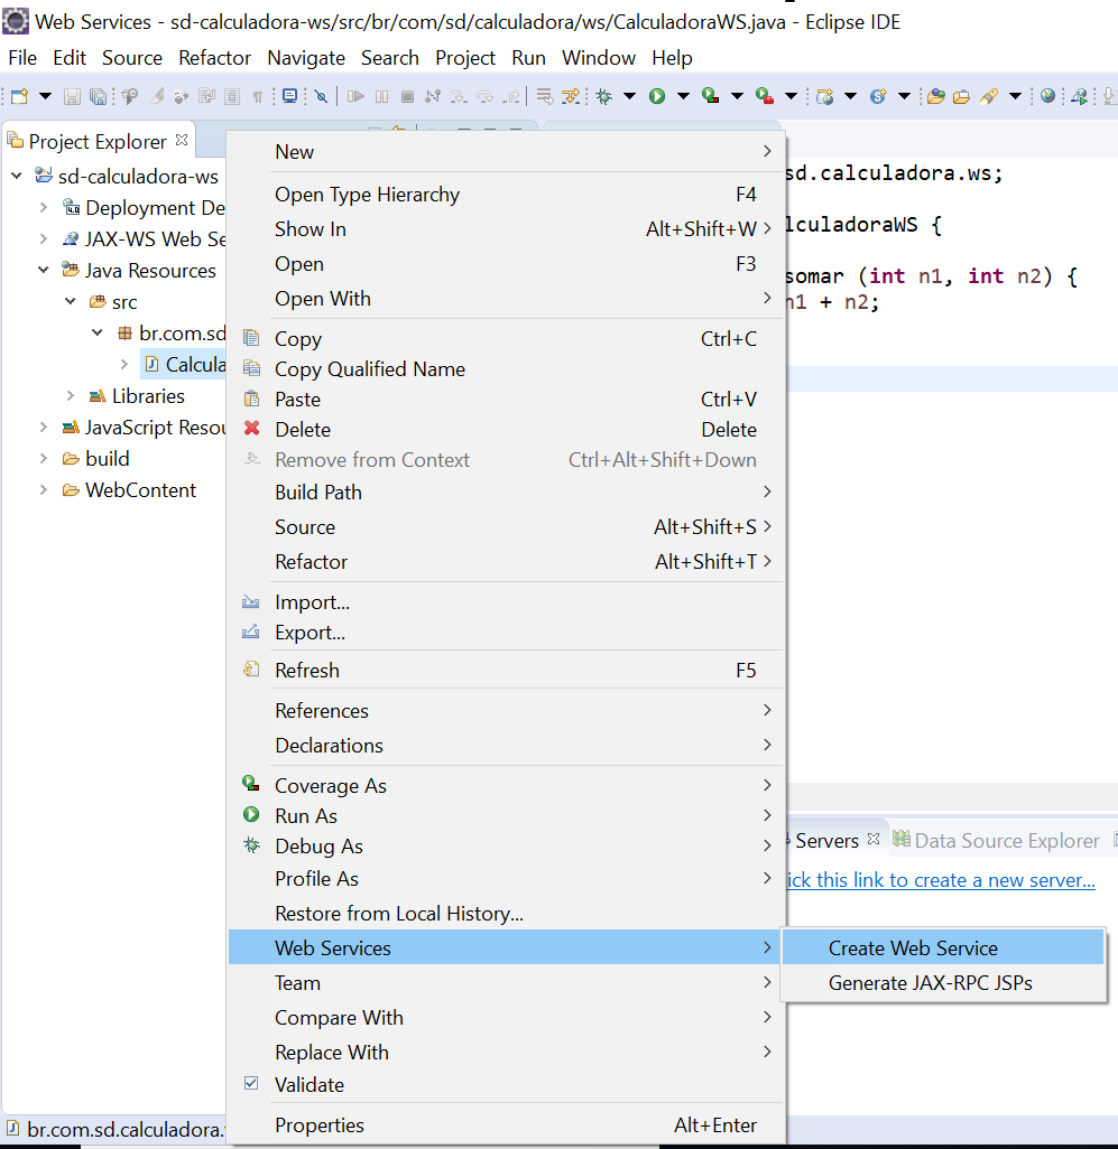 Web Services - sd-calculadora-ws/src/br/com/sd/calculadora/ws/CalculadoraWS.java - Eclipse IDE
File Edit Source Refactor Navigate Search Project Run Window Help
Project Explorer
sd-calculadora-ws
Deployment De
JAX-WS Web Se
Java Resources
src
br.com.sd
Calcula
Libraries
JavaScript Resou
build
WebContent
New
Open Type Hierarchy F4
Show In Alt+Shift+W
Open F3
Open With
Copy Ctrl+C
Copy Qualified Name
Paste Ctrl+V
Delete Delete
Remove from Context Ctrl+Alt+Shift+Down
Build Path
Source Alt+Shift+S
Refactor Alt+Shift+T
Import...
Export...
Refresh F5
References
Declarations
Coverage As
Run As
Debug As
Profile As
Restore from Local History...
Web Services
Team
Compare With
Replace With
Validate
Properties Alt+Enter
Create Web Service
Generate JAX-RPC JSPs
sd.calculadora.ws;
lculadoraWS {
somar (int n1, int n2) {
n1 + n2;
Servers Data Source Explorer
ick this link to create a new server...
br.com.sd.calculadora.